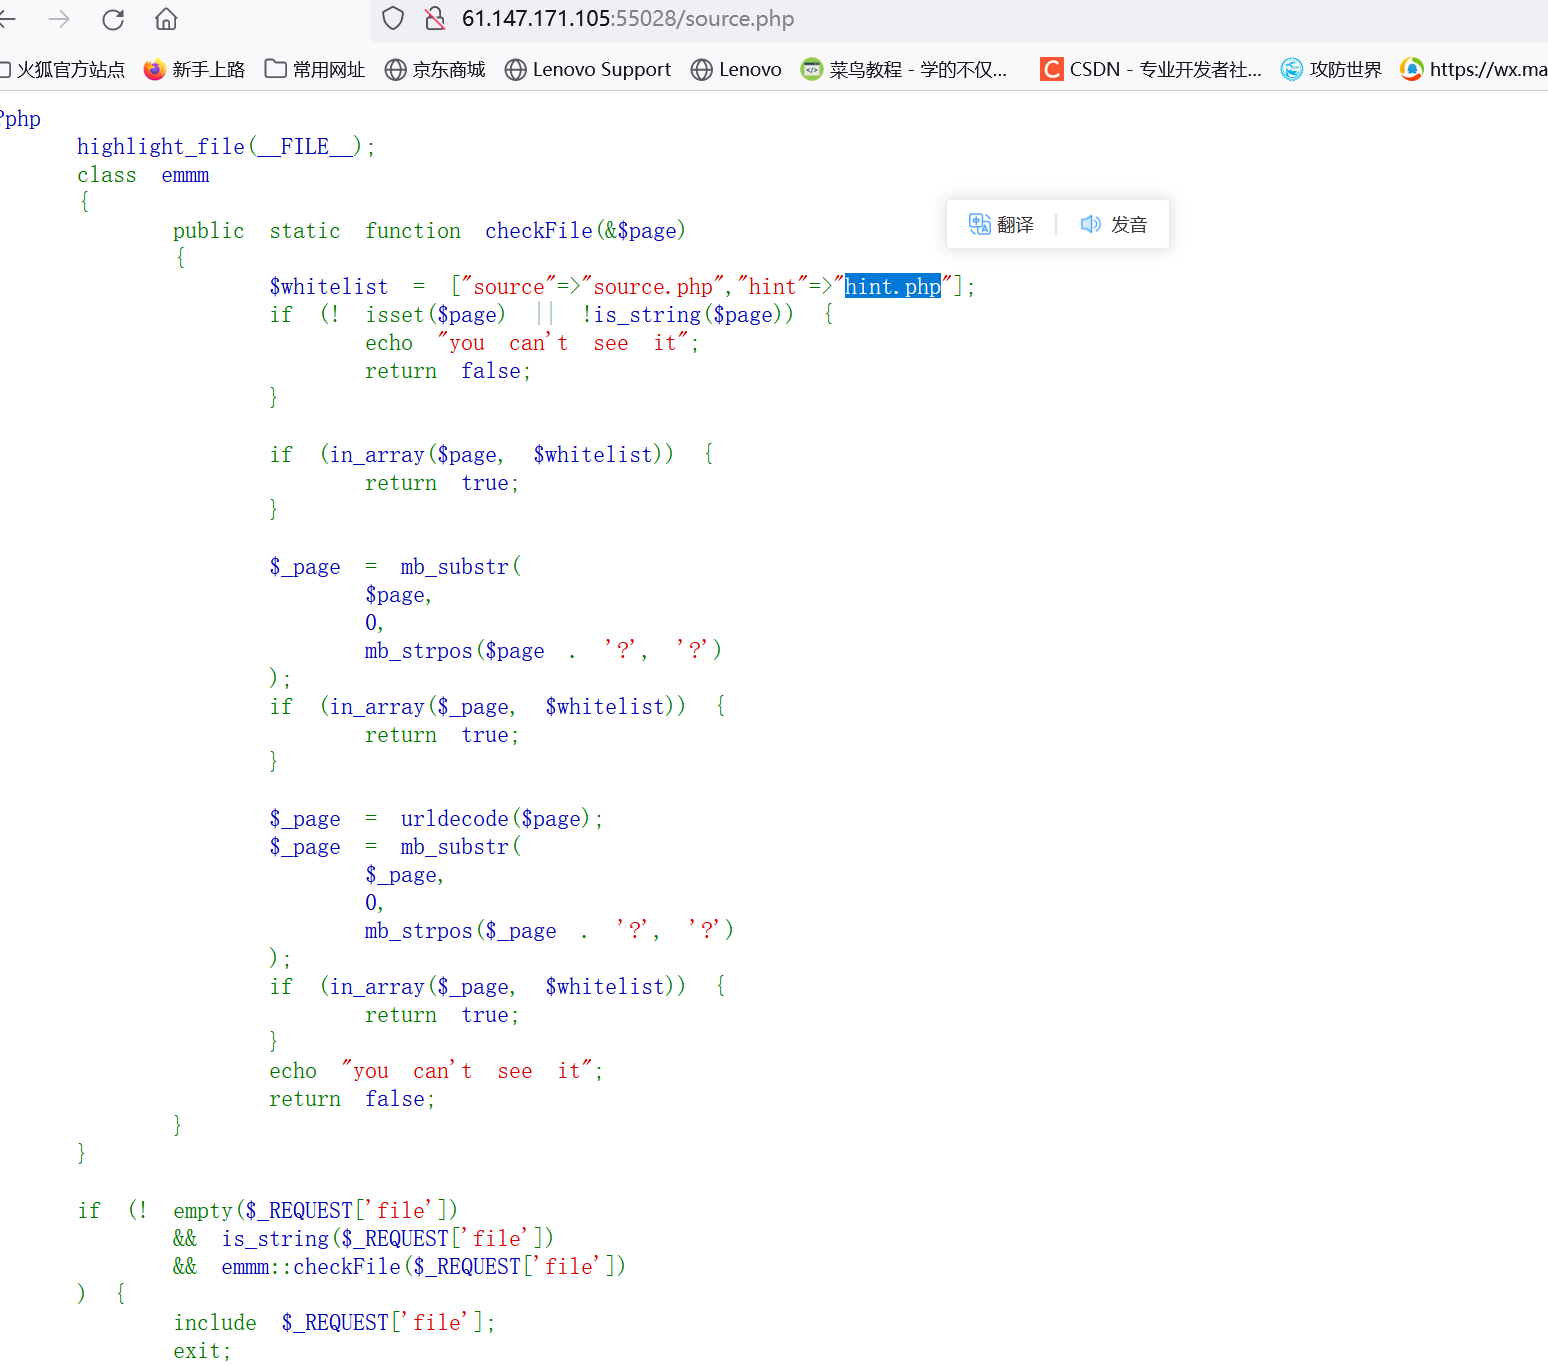 61.147.171.105:55028/source.php
火狐官方站点 新手上路 常用网址 京东商城 Lenovo Support Lenovo 菜鸟教程 - 学的不仅... CSDN - 专业开发者社... 攻防世界 https://wx.ma
?php
highlight_file(__FILE__);
class emmm
{
翻译 发音
public static function checkFile(&$page)
{
$whitelist = ["source"=>"source.php","hint"=>"hint.php"];
if (! isset($page) || !is_string($page)) {
echo "you can't see it";
return false;
}
if (in_array($page, $whitelist)) {
return true;
}
$_page = mb_substr(
$page,
0,
mb_strpos($page . '?', '?')
);
if (in_array($_page, $whitelist)) {
return true;
}
$_page = urldecode($page);
$_page = mb_substr(
$_page,
0,
mb_strpos($_page . '?', '?')
);
if (in_array($_page, $whitelist)) {
return true;
}
echo "you can't see it";
return false;
}
}
if (! empty($_REQUEST['file'])
&& is_string($_REQUEST['file'])
&& emmm::checkFile($_REQUEST['file'])
) {
include $_REQUEST['file'];
exit;